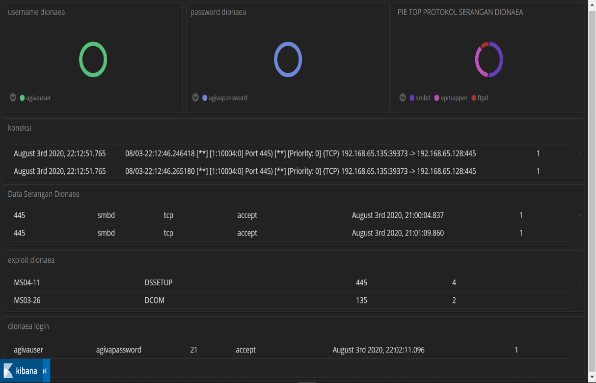 username dionaea
password dionaea
PIE TOP PROTOKOL SERANGAN DIONAEA
agivauser
agivapassword
smbd epmapper ftpd
koneksi
August 3rd 2020, 22:12:51.765 08/03-22:12:46.246418 [**] [1:10004:0] Port 445) [**] [Priority: 0] {TCP} 192.168.65.135:39373 -> 192.168.65.128:445 1
August 3rd 2020, 22:12:51.765 08/03-22:12:46.265180 [**] [1:10004:0] Port 445) [**] [Priority: 0] {TCP} 192.168.65.135:39373 -> 192.168.65.128:445 1
Data Serangan Dionaea
445 smbd tcp accept August 3rd 2020, 21:00:04.837 1
445 smbd tcp accept August 3rd 2020, 21:01:09.860 1
exploit dionaea
MS04-11 DSSETUP 445 4
MS03-26 DCOM 135 2
dionaea login
agivauser agivapassword 21 accept August 3rd 2020, 22:02:11.096 1
kibana